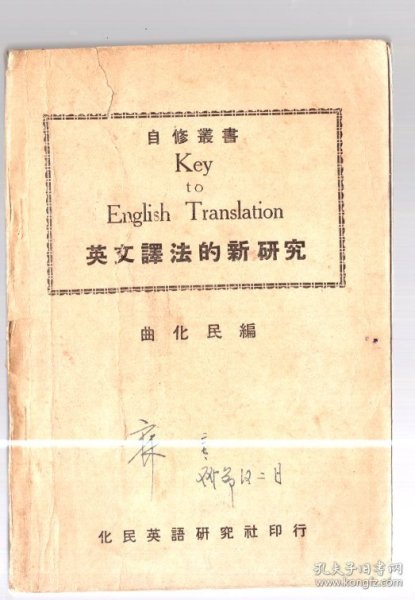 自修叢書
Key
to
English Translation
英文譯法的新研究
曲化民編
化民英語研究社印行
孔夫子旧书网
www.kongfz.com